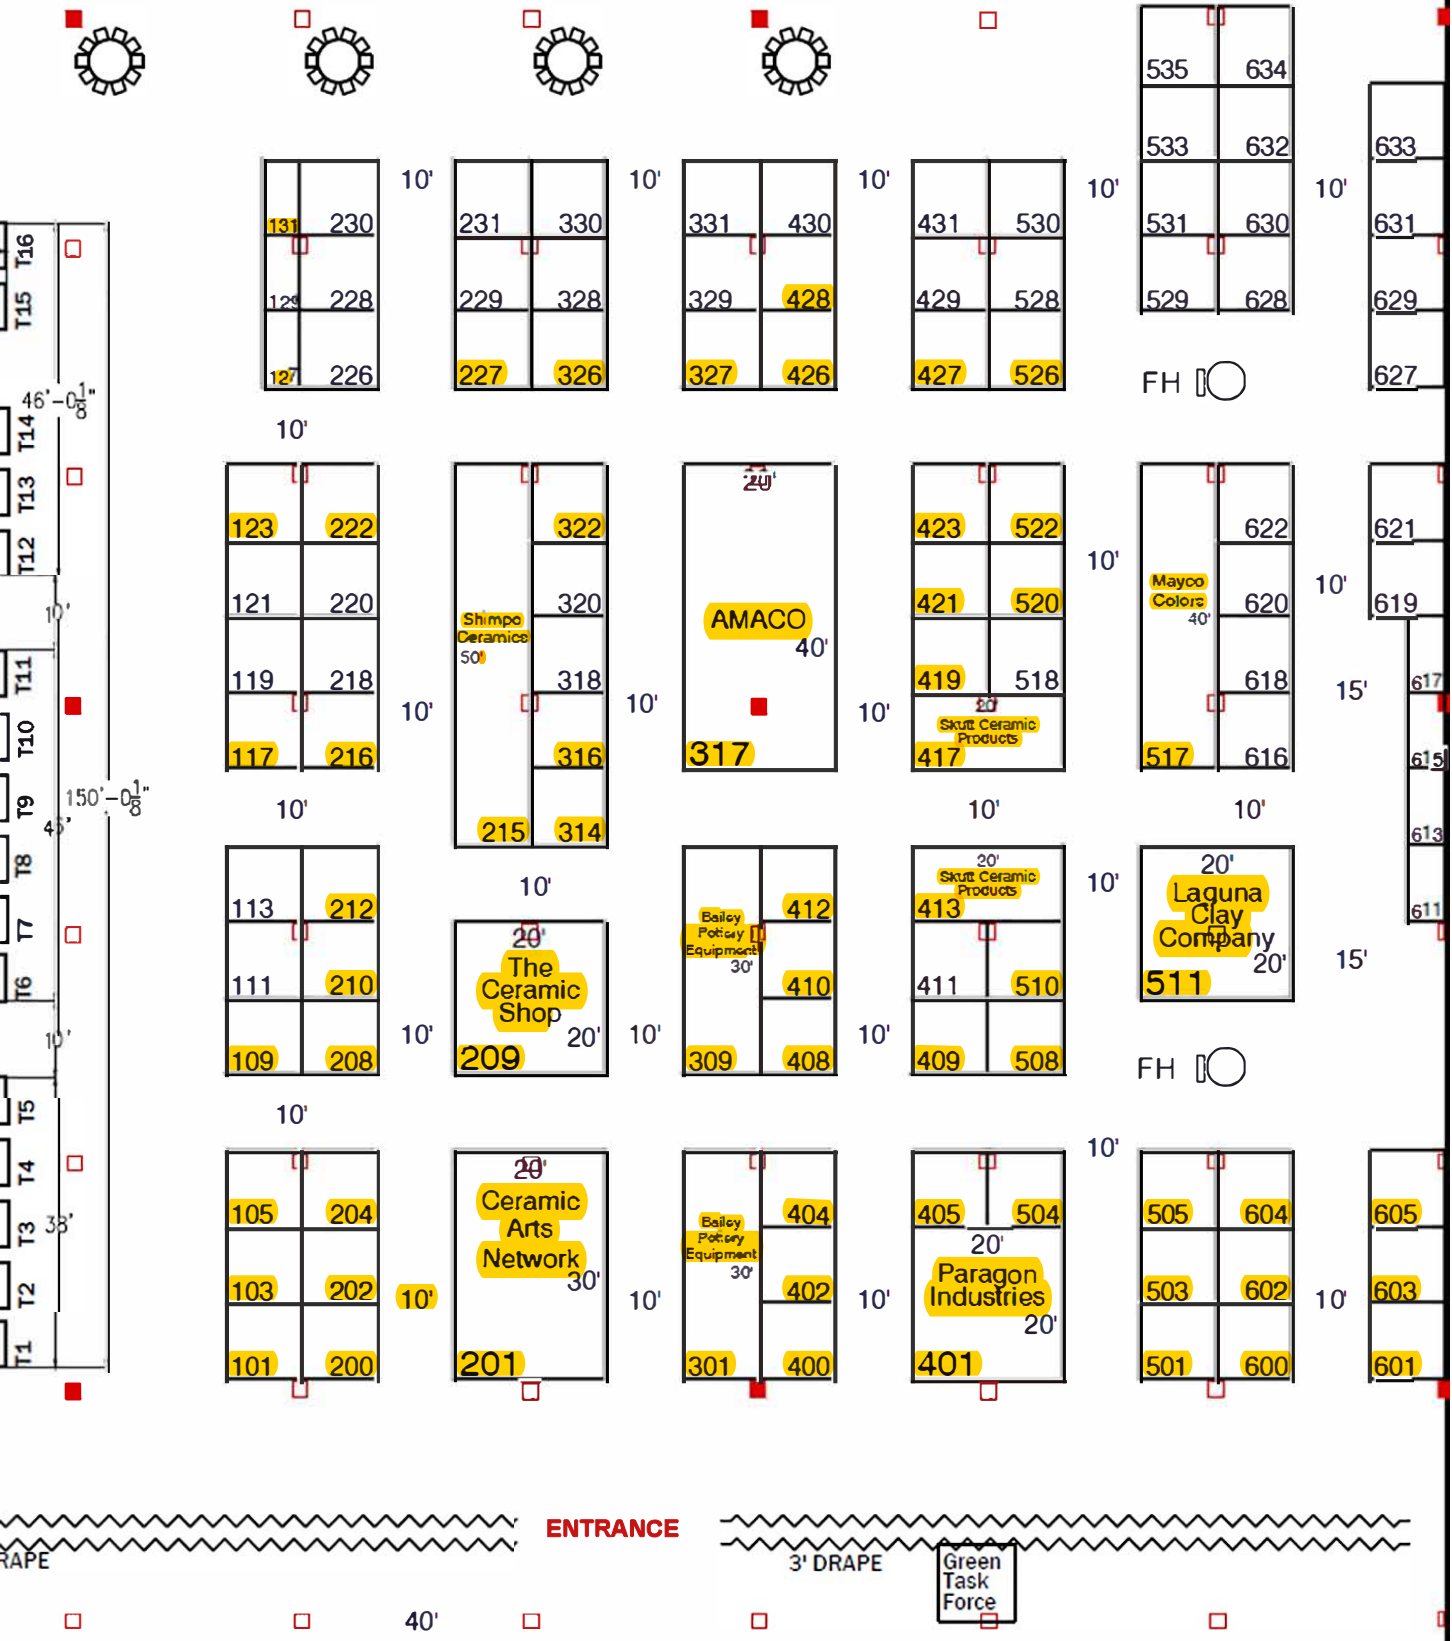 535 634
533 632 633
10' 10' 10' 10' 10'
131 230 231 330 331 430 431 530 531 630 631
T16
129 228 229 328 329 428 429 528 529 628 629
T15
127 226 227 326 327 426 427 526 FH 627
46'-0 1/8"
T14
10'
20'
T13
123 222 322 423 522 622 621
T12
10' 10'
Mayco
Colors
40'
10'
121 220 320 421 520 620 619
Shimpo
Ceramics
50'
AMACO
40'
T11
119 218 318 419 518 618 617
15'
10' 10' 10'
20'
Skutt Ceramic
Products
T10
117 216 316 317 417 517 616 615
T9
150'-0 1/8"
10' 10' 10'
45'
215 314 613
T8
20'
Skutt Ceramic
Products
20'
Laguna
Clay
Company
20'
10' 10'
113 212 412 413 611
T7
Bailey
Pottery
Equipment
30'
20'
The
Ceramic
Shop
20'
T6
111 210 410 411 510 511
15'
10' 10' 10' 10'
109 208 209 309 408 409 508 FH
T5
10' 10'
T4
20'
Ceramic
Arts
Network
30'
105 204 404 405 504 505 604 605
T3
38'
Bailey
Pottery
Equipment
30'
20'
Paragon
Industries
20'
T2
103 202 402 503 602 603
10' 10' 10' 10'
T1
101 200 201 301 400 401 501 600 601
ENTRANCE
RAPE
3' DRAPE
Green
Task
Force
40'